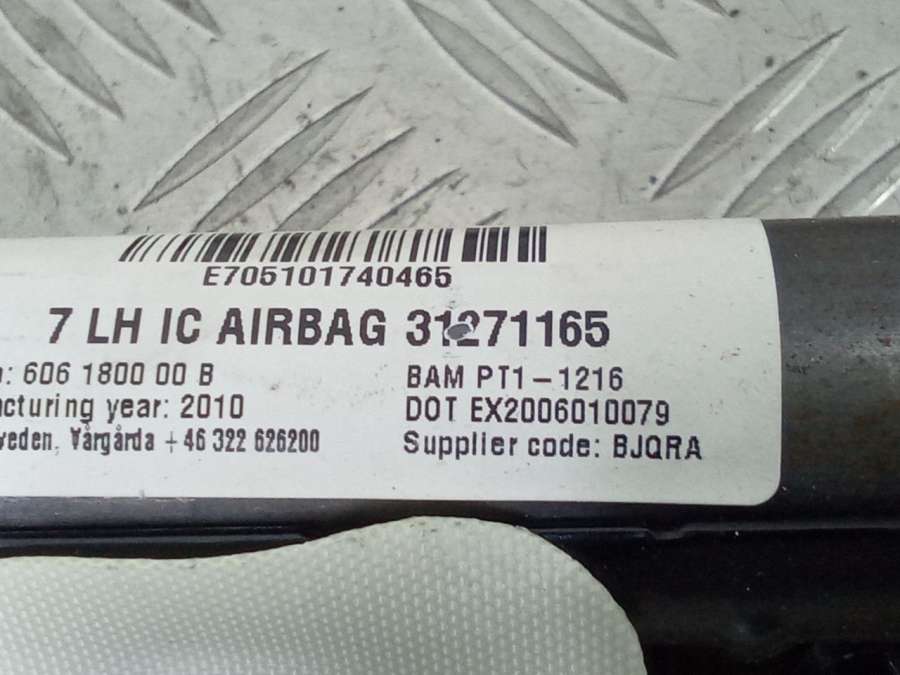 E705101740465
7 LH IC AIRBAG 31271165
: 606 1800 00 B
BAM PT1-1216
cturing year: 2010
DOT EX2006010079
veden, Vårgårda +46 322 626200
Supplier code: BJQRA